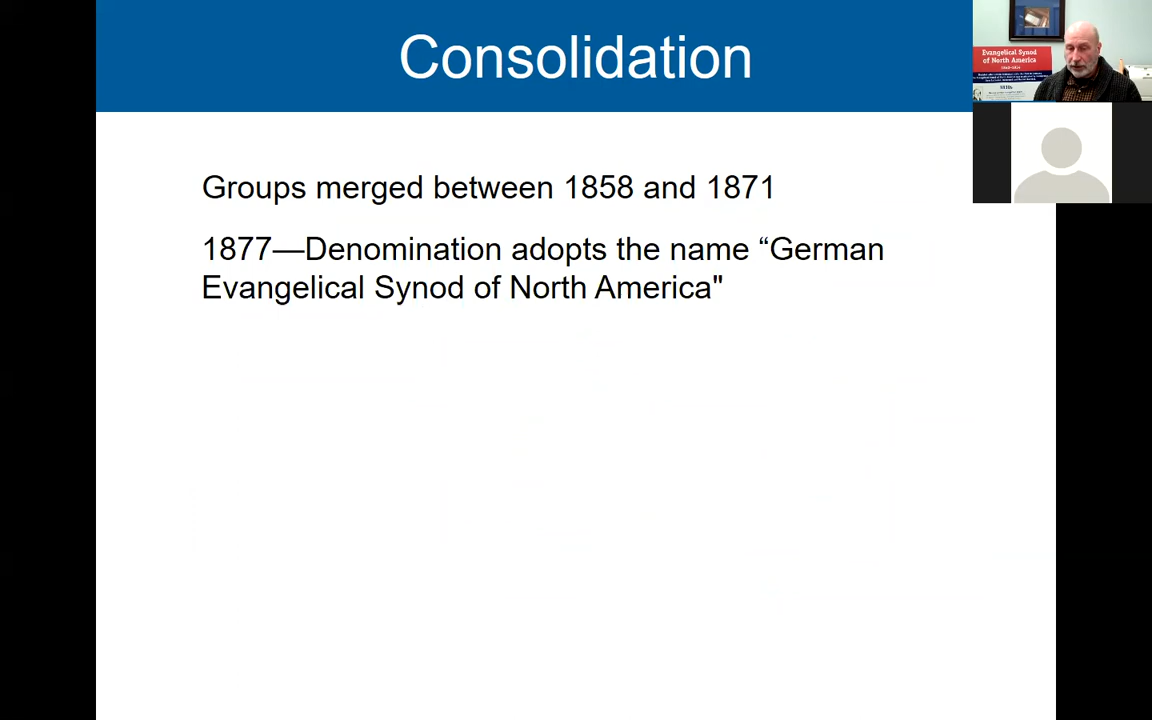 Consolidation
Evangelical Synod
of North America
Groups merged between 1858 and 1871
1877—Denomination adopts the name “German
Evangelical Synod of North America"